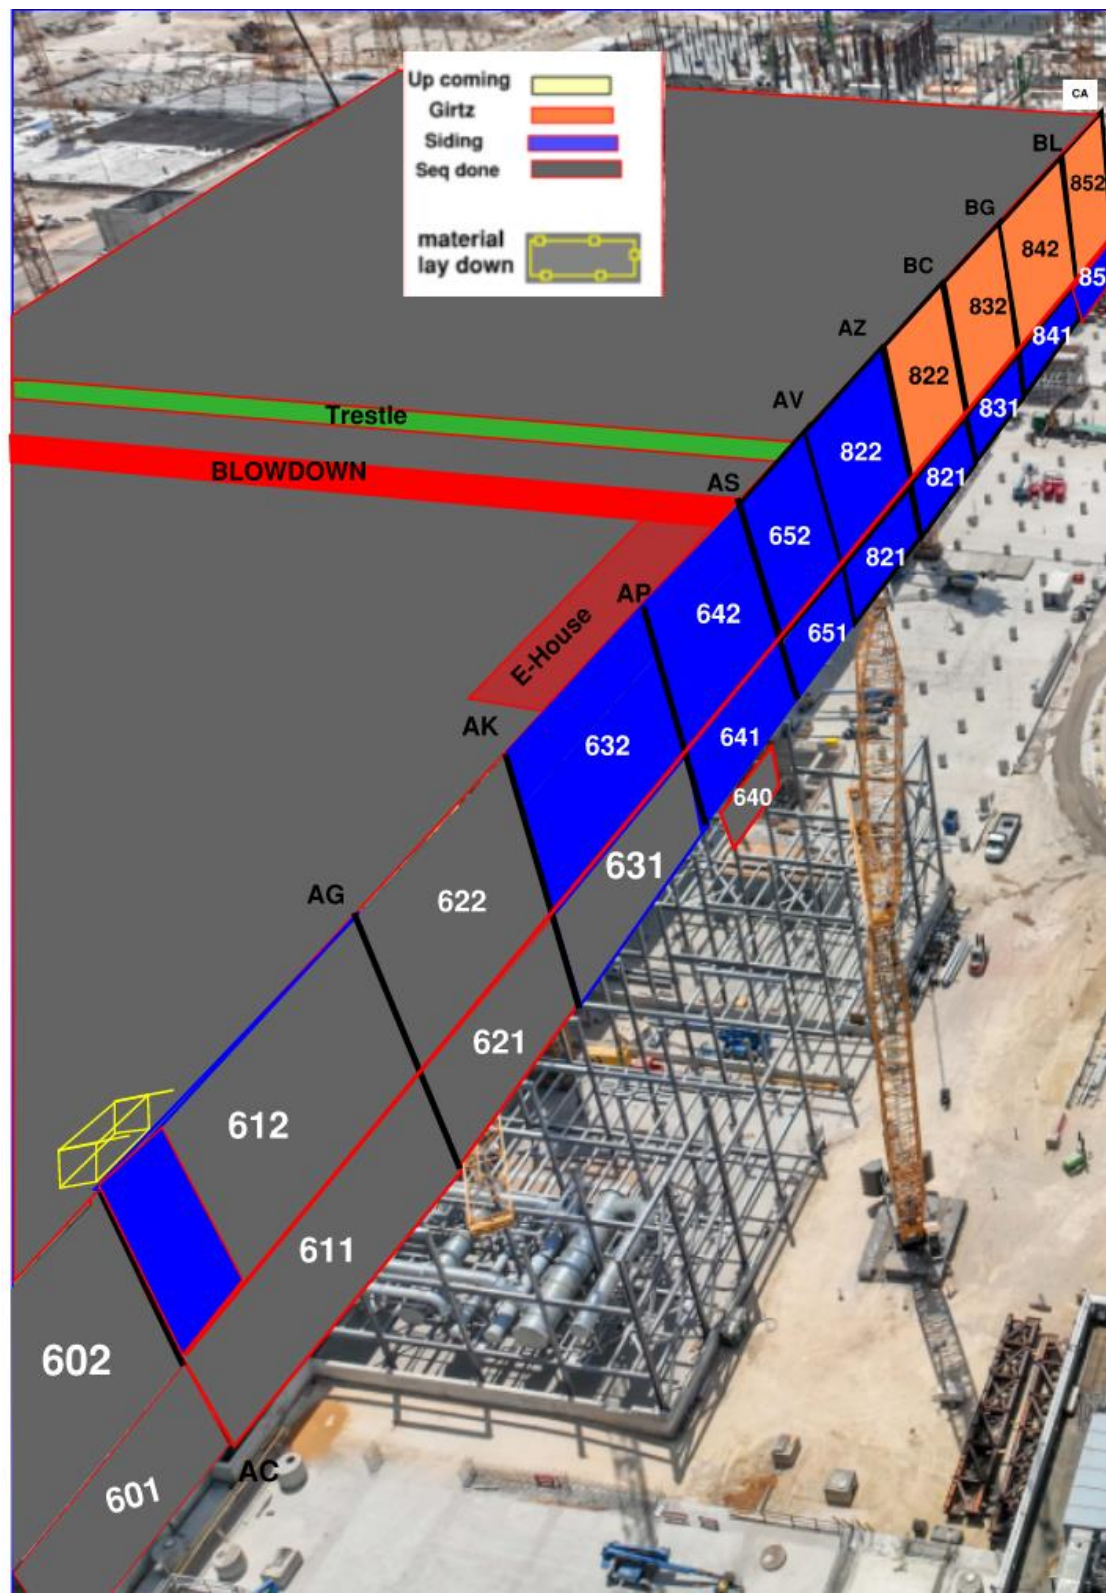 Up coming
Girtz
Siding
Seq done
material
lay down
CA
BL
852
BG
842
BC
832
85
841
AZ
822
831
AV
822
821
Trestle
BLOWDOWN
AS
652
821
651
AP
642
E-House
641
AK
632
640
631
622
AG
621
612
611
602
601
AC